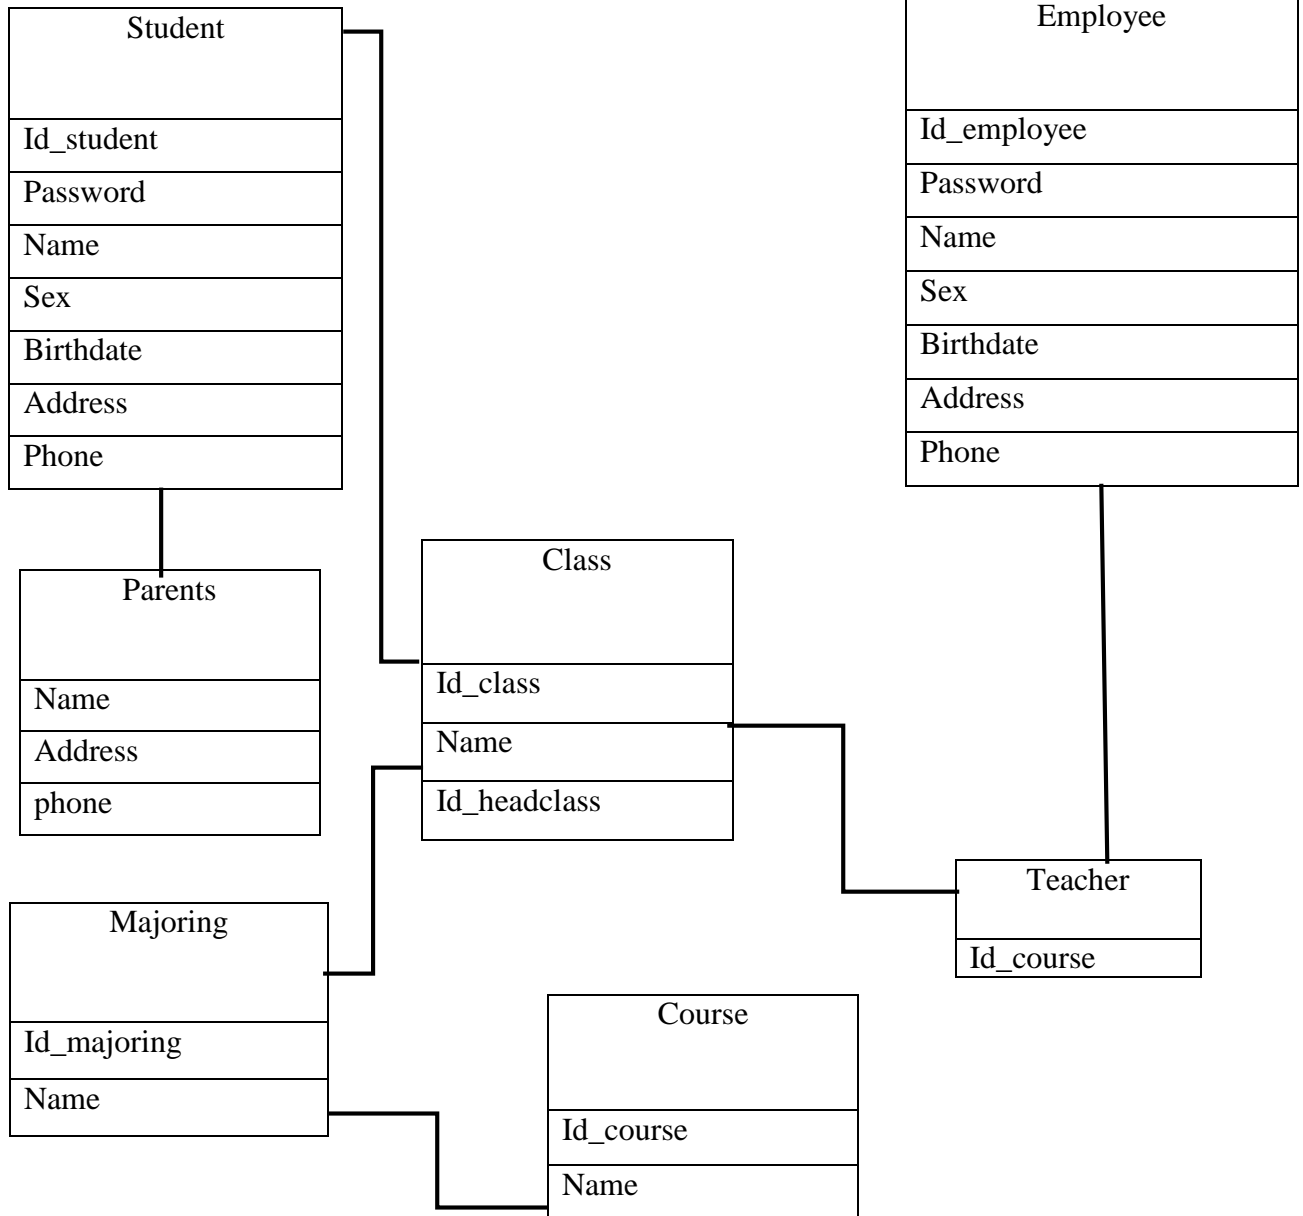 Student
Id_student
Password
Name
Sex
Birthdate
Address
Phone
Employee
Id_employee
Password
Name
Sex
Birthdate
Address
Phone
Parents
Name
Address
phone
Class
Id_class
Name
Id_headclass
Teacher
Id_course
Majoring
Id_majoring
Name
Course
Id_course
Name